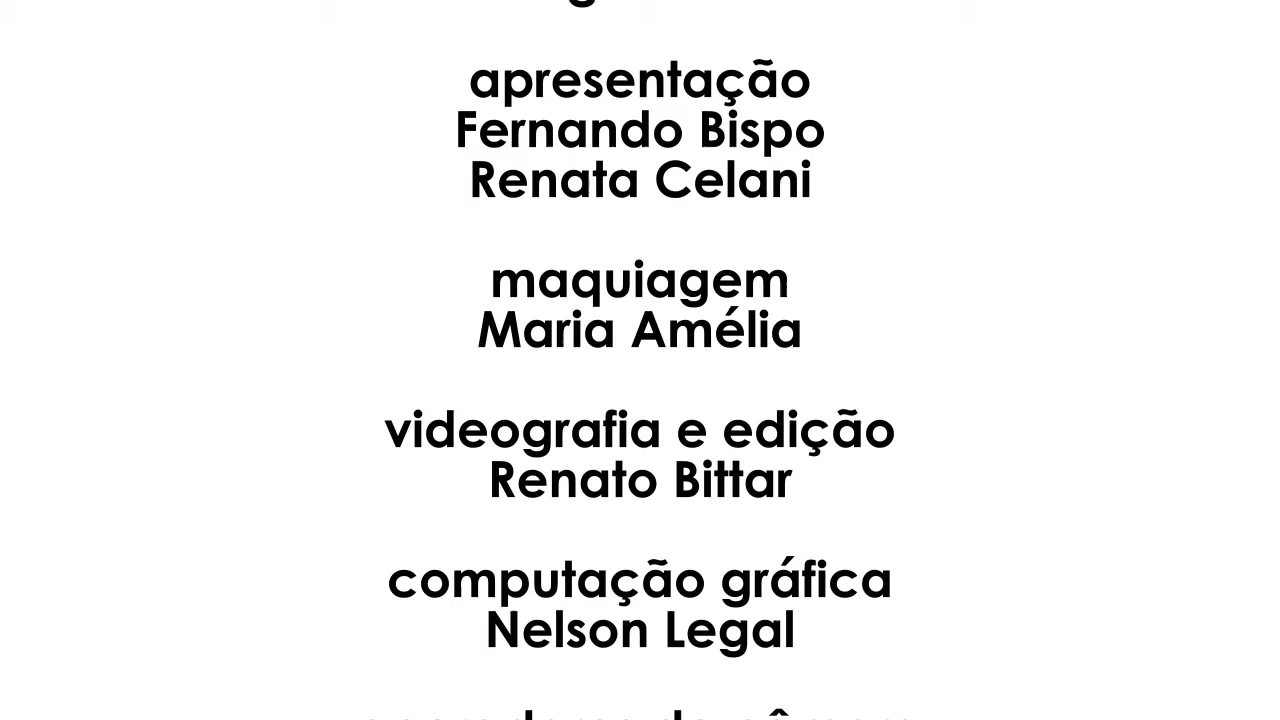 apresentação
Fernando Bispo
Renata Celani
maquiagem
Maria Amélia
videografia e edição
Renato Bittar
computação gráfica
Nelson Legal